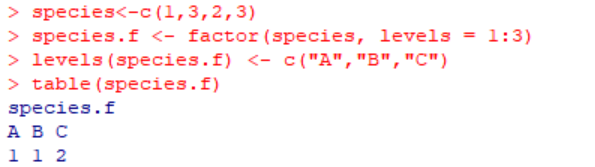 > species<-c(1,3,2,3)
> species.f <- factor(species, levels = 1:3)
> levels(species.f) <- c("A","B","C")
> table(species.f)
species.f
A B C
1 1 2